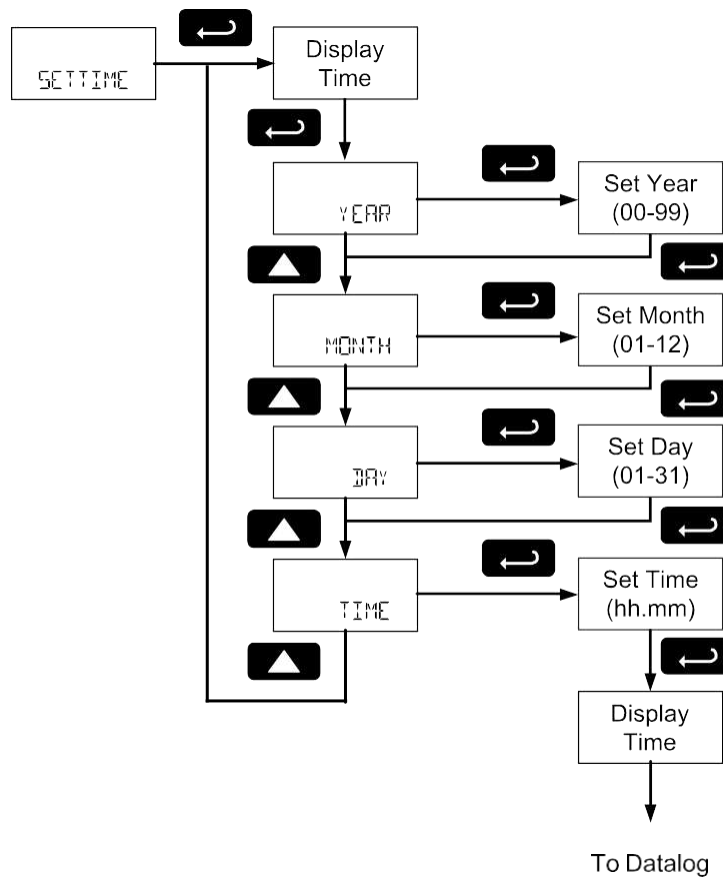 SETTIME
Display
Time
YEAR
Set Year
(00-99)
MONTH
Set Month
(01-12)
DAY
Set Day
(01-31)
TIME
Set Time
(hh.mm)
Display
Time
To Datalog